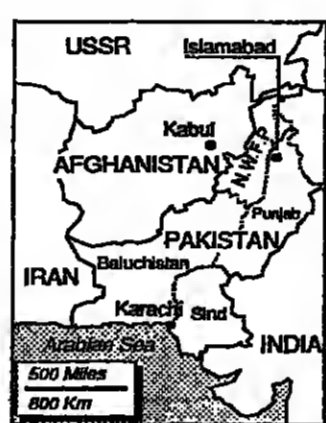 USSR
Islamabad
Kabul
AFGHANISTAN
N.W.F.P.
Punjab
PAKISTAN
IRAN
Baluchistan
Karachi
Sind
Arabian Sea
INDIA
500 Miles
800 Km